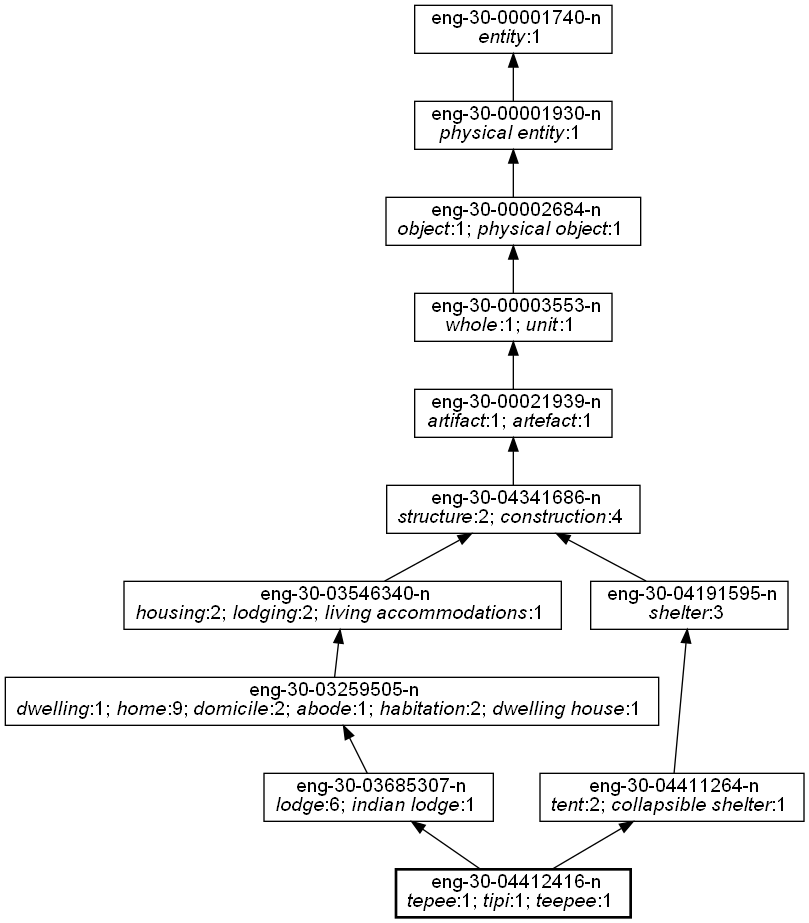 eng-30-00001740-n
entity:1
eng-30-00001930-n
physical entity:1
eng-30-00002684-n
object:1; physical object:1
eng-30-00003553-n
whole:1; unit:1
eng-30-00021939-n
artifact:1; artefact:1
eng-30-04341686-n
structure:2; construction:4
eng-30-03546340-n
housing:2; lodging:2; living accommodations:1
eng-30-04191595-n
shelter:3
eng-30-03259505-n
dwelling:1; home:9; domicile:2; abode:1; habitation:2; dwelling house:1
eng-30-03685307-n
lodge:6; indian lodge:1
eng-30-04411264-n
tent:2; collapsible shelter:1
eng-30-04412416-n
tepee:1; tipi:1; teepee:1